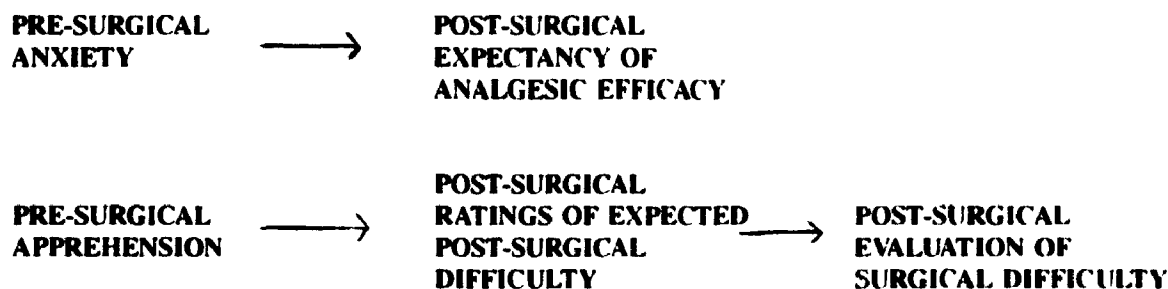 PRE-SURGICAL
ANXIETY
POST-SURGICAL
EXPECTANCY OF
ANALGESIC EFFICACY
PRE-SURGICAL
APPREHENSION
POST-SURGICAL
RATINGS OF EXPECTED
POST-SURGICAL
DIFFICULTY
POST-SURGICAL
EVALUATION OF
SURGICAL DIFFICULTY